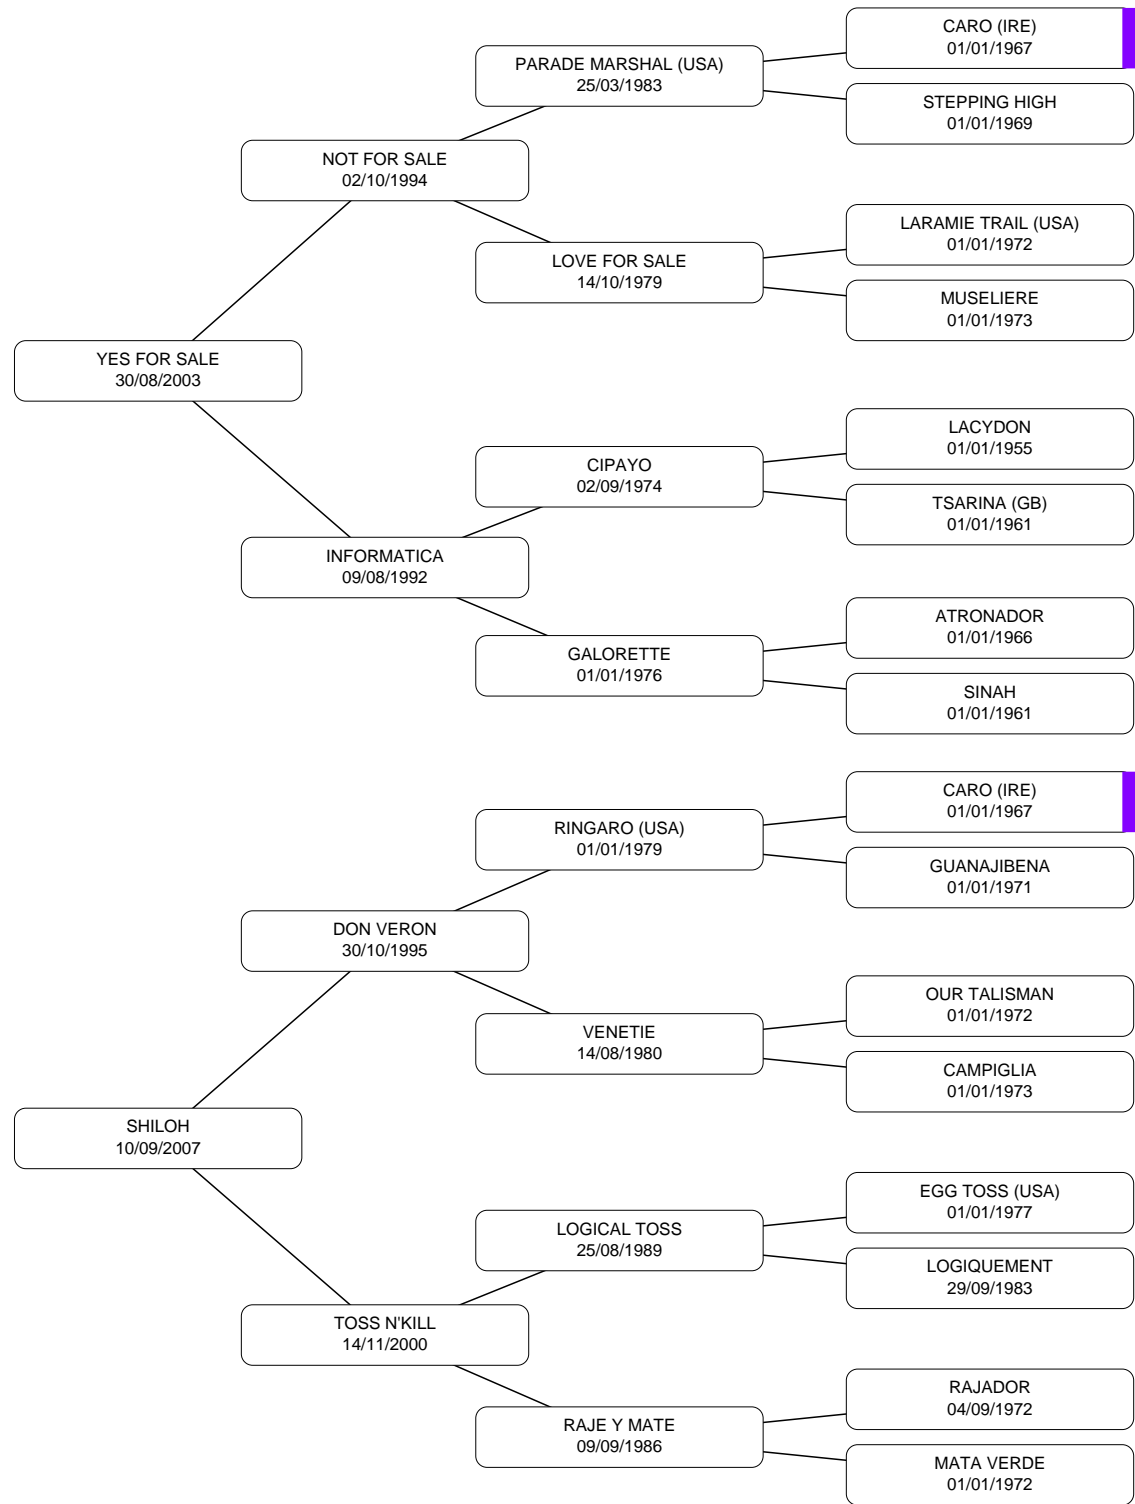 CARO (IRE)
01/01/1967
PARADE MARSHAL (USA)
25/03/1983
STEPPING HIGH
01/01/1969
NOT FOR SALE
02/10/1994
LARAMIE TRAIL (USA)
01/01/1972
LOVE FOR SALE
14/10/1979
MUSELIERE
01/01/1973
YES FOR SALE
30/08/2003
LACYDON
01/01/1955
CIPAYO
02/09/1974
TSARINA (GB)
01/01/1961
INFORMATICA
09/08/1992
ATRONADOR
01/01/1966
GALORETTE
01/01/1976
SINAH
01/01/1961
CARO (IRE)
01/01/1967
RINGARO (USA)
01/01/1979
GUANAJIBENA
01/01/1971
DON VERON
30/10/1995
OUR TALISMAN
01/01/1972
VENETIE
14/08/1980
CAMPIGLIA
01/01/1973
SHILOH
10/09/2007
EGG TOSS (USA)
01/01/1977
LOGICAL TOSS
25/08/1989
LOGIQUEMENT
29/09/1983
TOSS N'KILL
14/11/2000
RAJADOR
04/09/1972
RAJE Y MATE
09/09/1986
MATA VERDE
01/01/1972